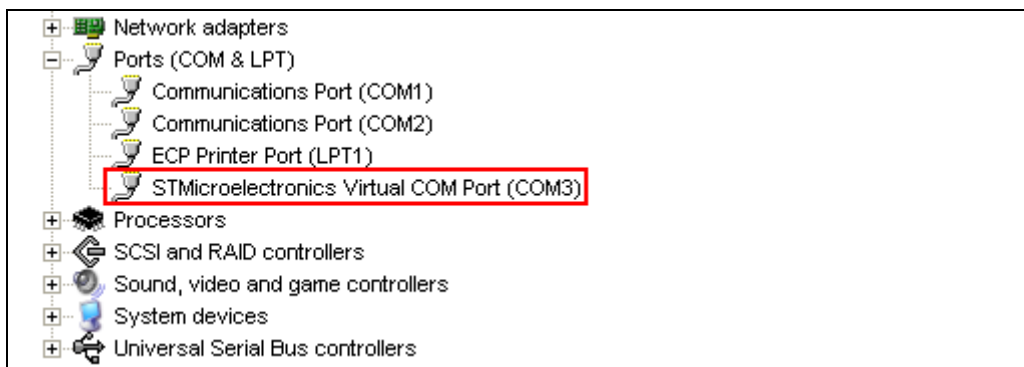 Network adapters
Ports (COM & LPT)
Communications Port (COM1)
Communications Port (COM2)
ECP Printer Port (LPT1)
STMicroelectronics Virtual COM Port (COM3)
Processors
SCSI and RAID controllers
Sound, video and game controllers
System devices
Universal Serial Bus controllers